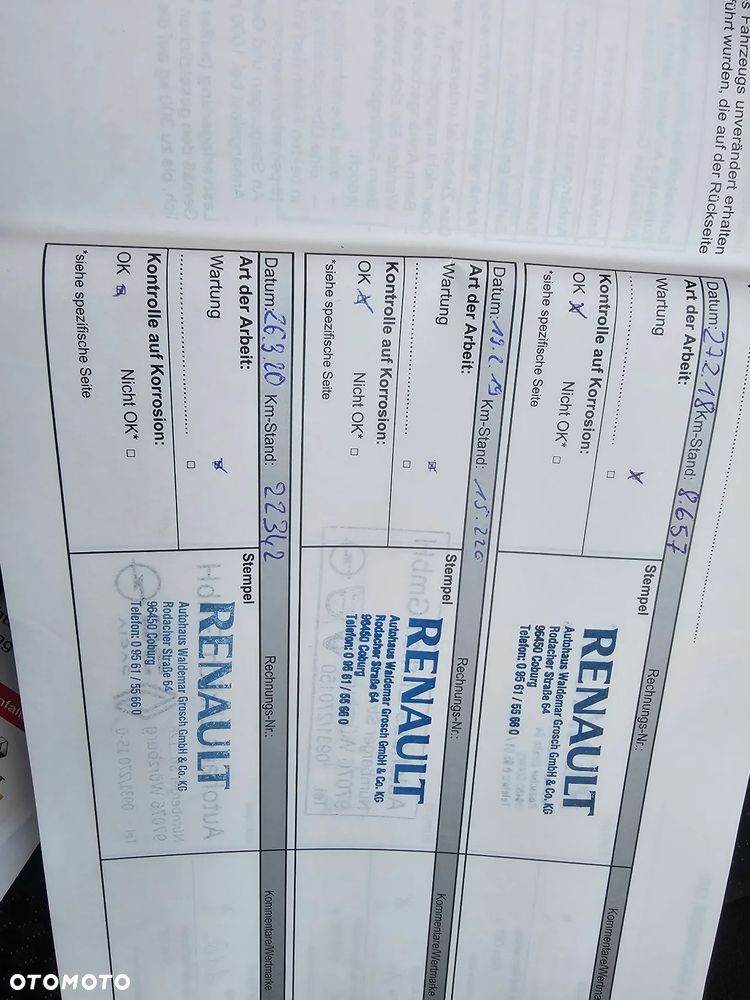 s Fahrzeugs unverändert erhalten
führt wurden, die auf der Rückseite
Datum: 27 2.18 Km-Stand: 8.657
Art der Arbeit:
Wartung
Kontrolle auf Korrosion:
OK Nicht OK*
*siehe spezifische Seite
Stempel Rechnungs-Nr.:
RENAULT
Autohaus Waldemar Grosch GmbH & Co. KG
Rodacher Straße 64
96450 Coburg
Telefon: 0 95 61 / 55 66 0
Datum: 19.2.19 Km-Stand: 15.226
Art der Arbeit:
Wartung
Kontrolle auf Korrosion:
OK Nicht OK*
*siehe spezifische Seite
Stempel Rechnungs-Nr.:
RENAULT
Autohaus Waldemar Grosch GmbH & Co. KG
Rodacher Straße 64
96450 Coburg
Telefon: 0 95 61 / 55 66 0
Kommentare/Wertmarke
Datum: 26.3.20 Km-Stand: 22342
Art der Arbeit:
Wartung
Kontrolle auf Korrosion:
OK Nicht OK*
*siehe spezifische Seite
Stempel Rechnungs-Nr.:
RENAULT
Autohaus Waldemar Grosch GmbH & Co. KG
Rodacher Straße 64
96450 Coburg
Telefon: 0 95 61 / 55 66 0
Kommentare/Wertmarke
OTOMOTO